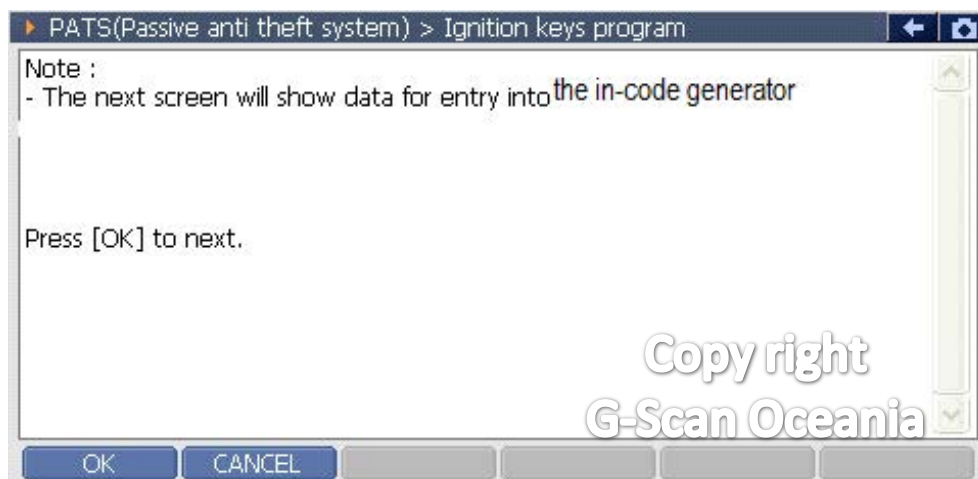 PATS(Passive anti theft system) > Ignition keys program
Note :
- The next screen will show data for entry into the in-code generator
Press [OK] to next.
Copy right
G-Scan Oceania
OK CANCEL